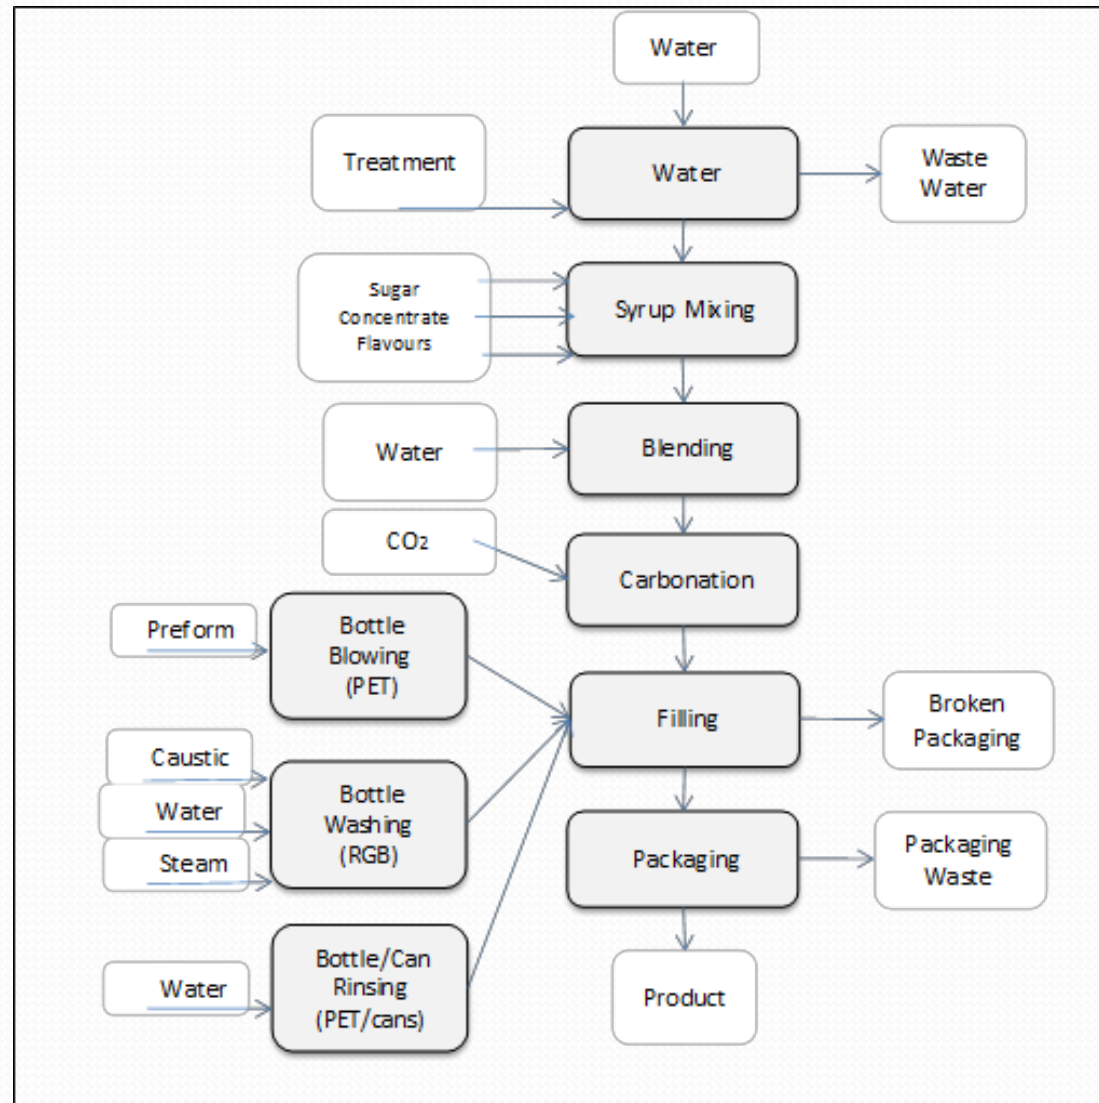 Water
Treatment
Water
Waste
Water
Sugar
Concentrate
Flavours
Syrup Mixing
Water
Blending
CO₂
Carbonation
Preform
Bottle
Blowing
(PET)
Filling
Broken
Packaging
Caustic
Water
Steam
Bottle
Washing
(RGB)
Packaging
Packaging
Waste
Water
Bottle/Can
Rinsing
(PET/cans)
Product